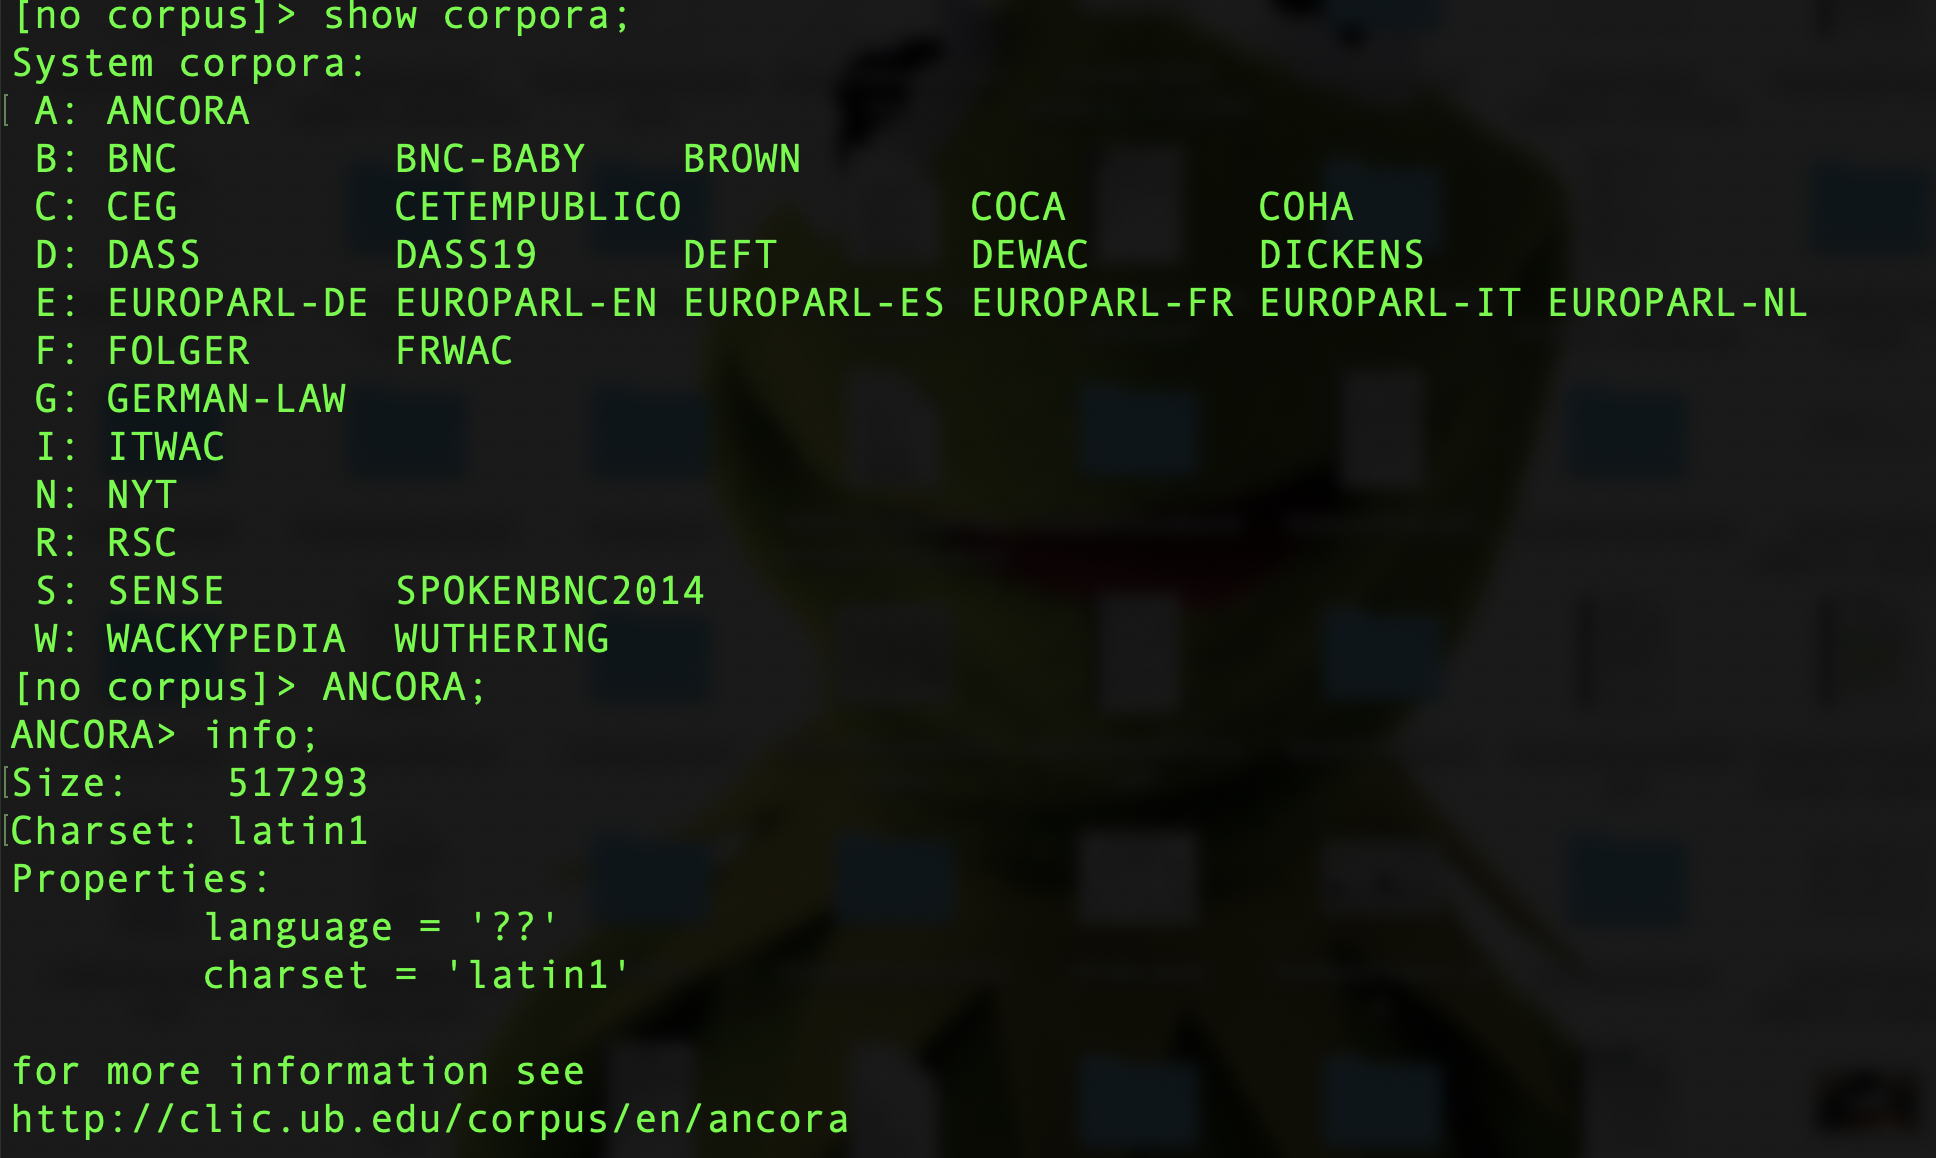 [no corpus]> show corpora;
System corpora:
A: ANCORA
B: BNC BNC-BABY BROWN
C: CEG CETEMPUBLICO COCA COHA
D: DASS DASS19 DEFT DEWAC DICKENS
E: EUROPARL-DE EUROPARL-EN EUROPARL-ES EUROPARL-FR EUROPARL-IT EUROPARL-NL
F: FOLGER FRWAC
G: GERMAN-LAW
I: ITWAC
N: NYT
R: RSC
S: SENSE SPOKENBNC2014
W: WACKYPEDIA WUTHERING
[no corpus]> ANCORA;
ANCORA> info;
Size: 517293
Charset: latin1
Properties:
language = '??'
charset = 'latin1'
for more information see
http://clic.ub.edu/corpus/en/ancora